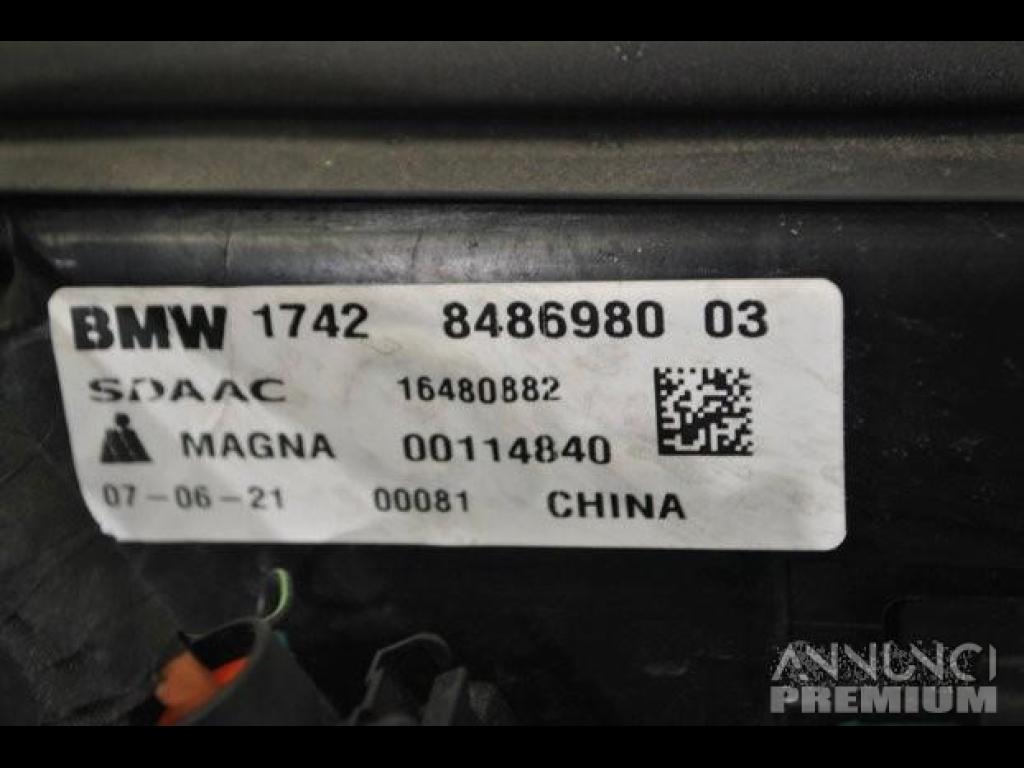 BMW 1742 8486980 03
SDAAC 16480882
MAGNA 00114840
07-06-21 00081 CHINA
ANNUNCI
PREMIUM